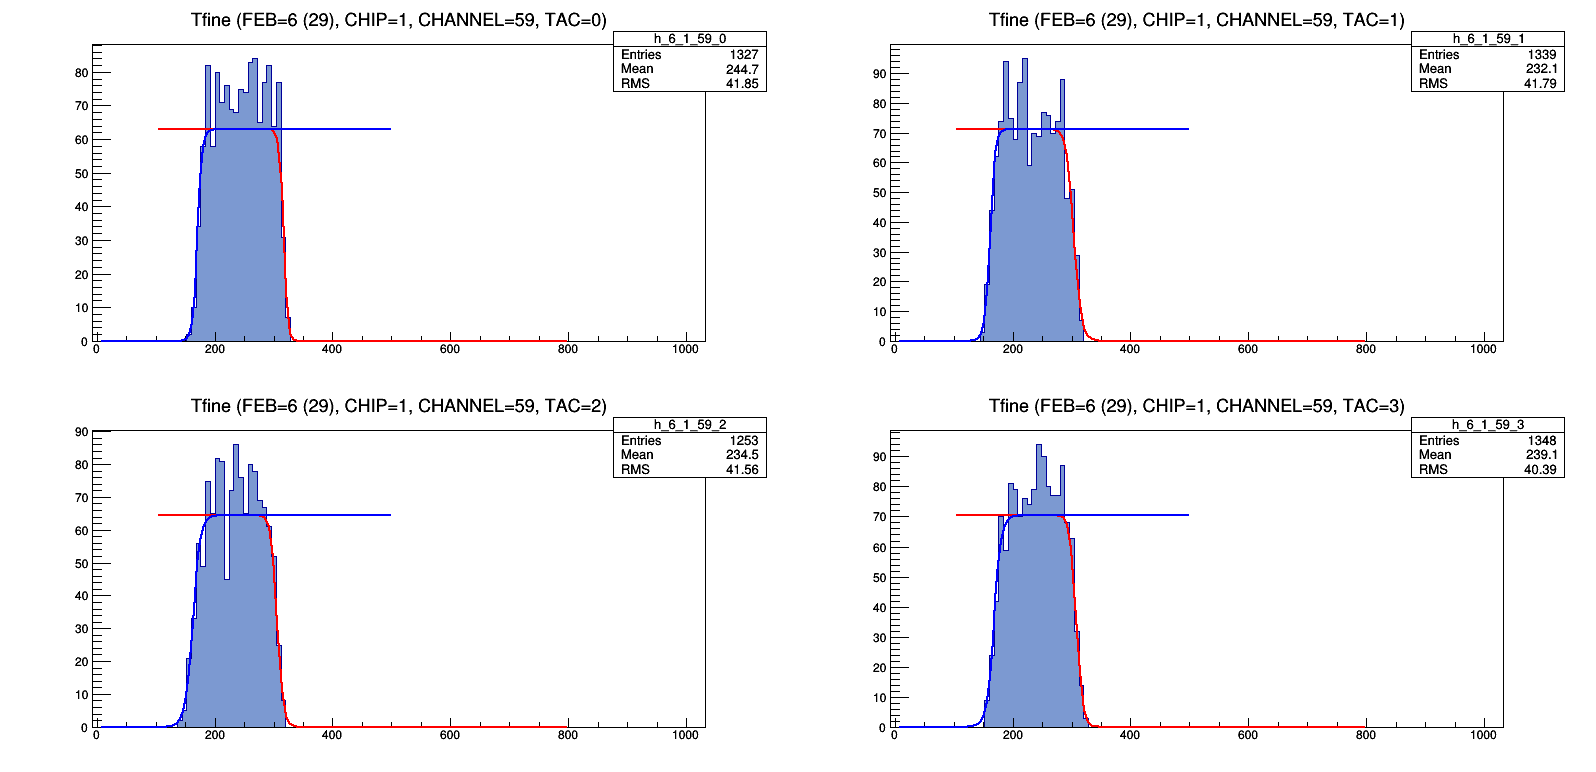 Tfine (FEB=6 (29), CHIP=1, CHANNEL=59, TAC=0)
h_6_1_59_0
Entries 1327
Mean 244.7
RMS 41.85
80
70
60
50
40
30
20
10
0
0 200 400 600 800 1000
Tfine (FEB=6 (29), CHIP=1, CHANNEL=59, TAC=1)
h_6_1_59_1
Entries 1339
Mean 232.1
RMS 41.79
90
80
70
60
50
40
30
20
10
0
0 200 400 600 800 1000
Tfine (FEB=6 (29), CHIP=1, CHANNEL=59, TAC=2)
h_6_1_59_2
Entries 1253
Mean 234.5
RMS 41.56
90
80
70
60
50
40
30
20
10
0
0 200 400 600 800 1000
Tfine (FEB=6 (29), CHIP=1, CHANNEL=59, TAC=3)
h_6_1_59_3
Entries 1348
Mean 239.1
RMS 40.39
90
80
70
60
50
40
30
20
10
0
0 200 400 600 800 1000